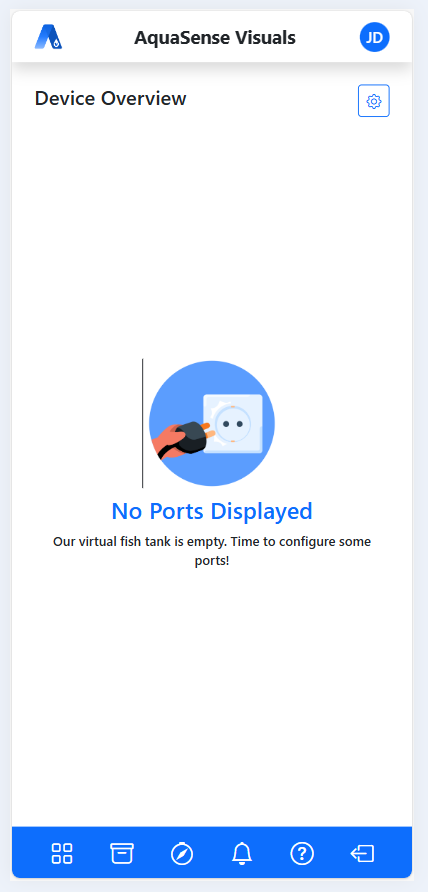 AquaSense Visuals
JD
Device Overview
No Ports Displayed
Our virtual fish tank is empty. Time to configure some
ports!